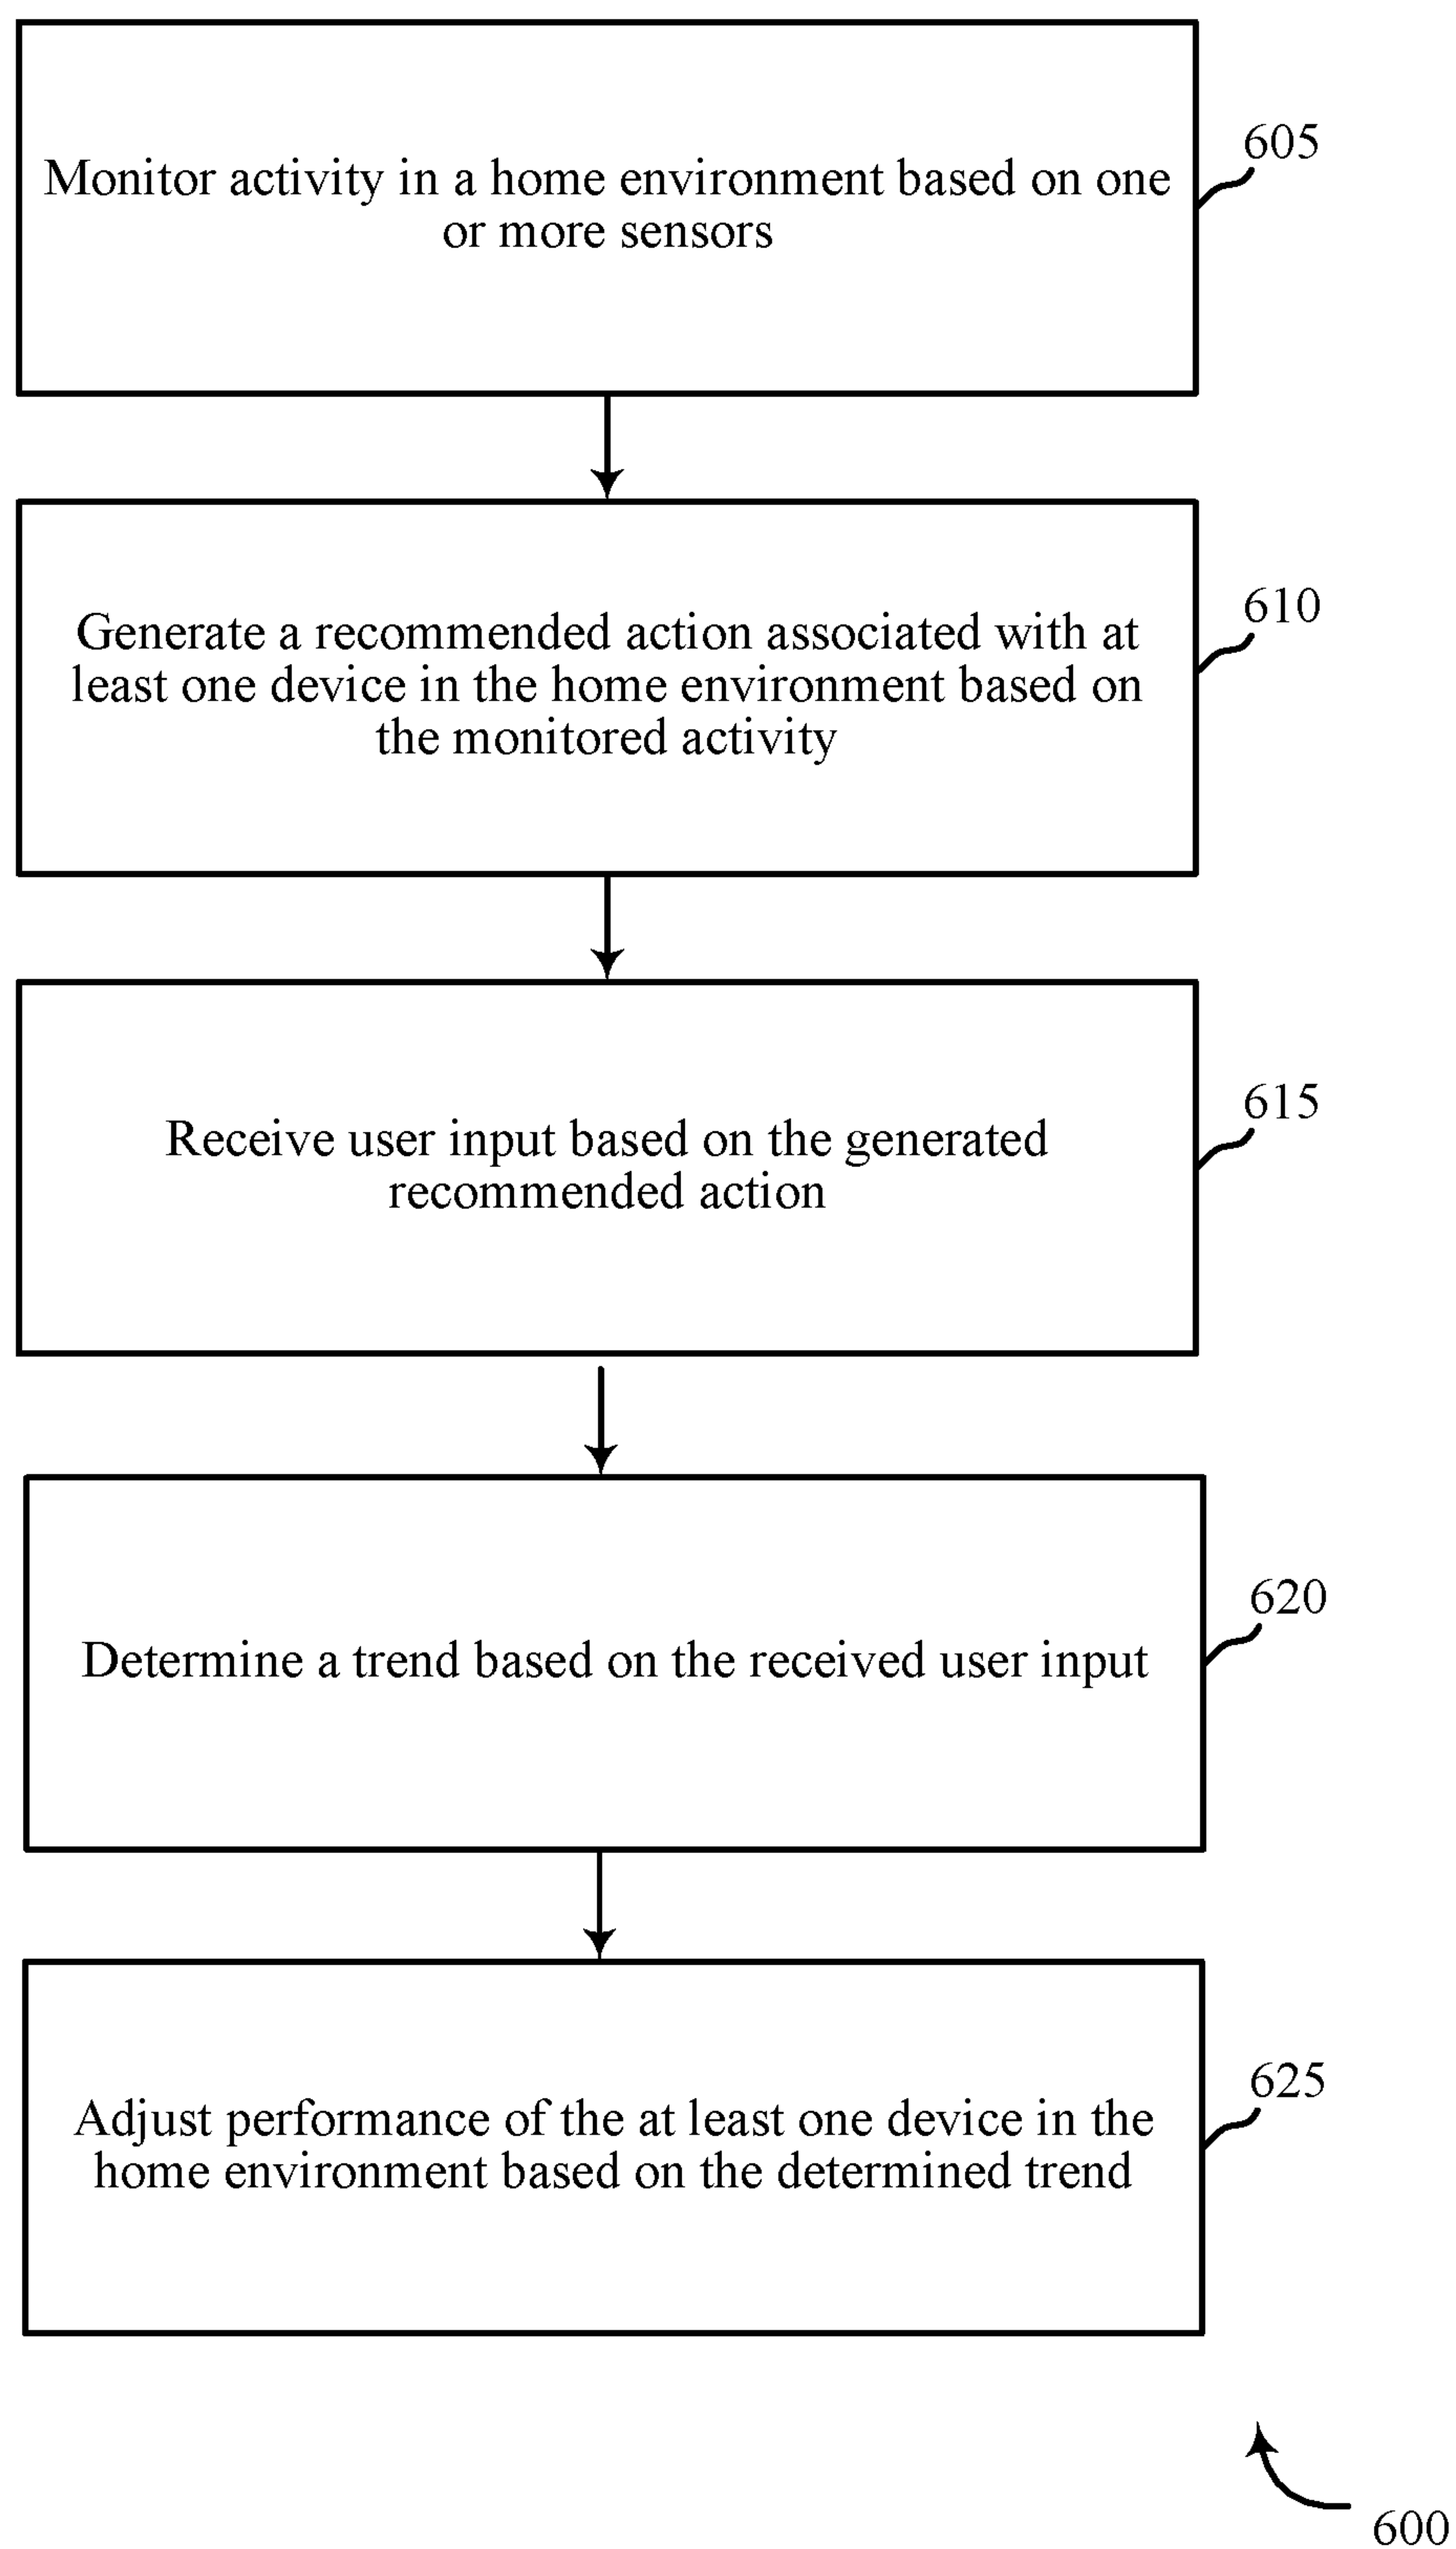 Monitor activity in a home environment based on one
or more sensors
605
Generate a recommended action associated with at
least one device in the home environment based on
the monitored activity
610
Receive user input based on the generated
recommended action
615
Determine a trend based on the received user input
620
Adjust performance of the at least one device in the
home environment based on the determined trend
625
600